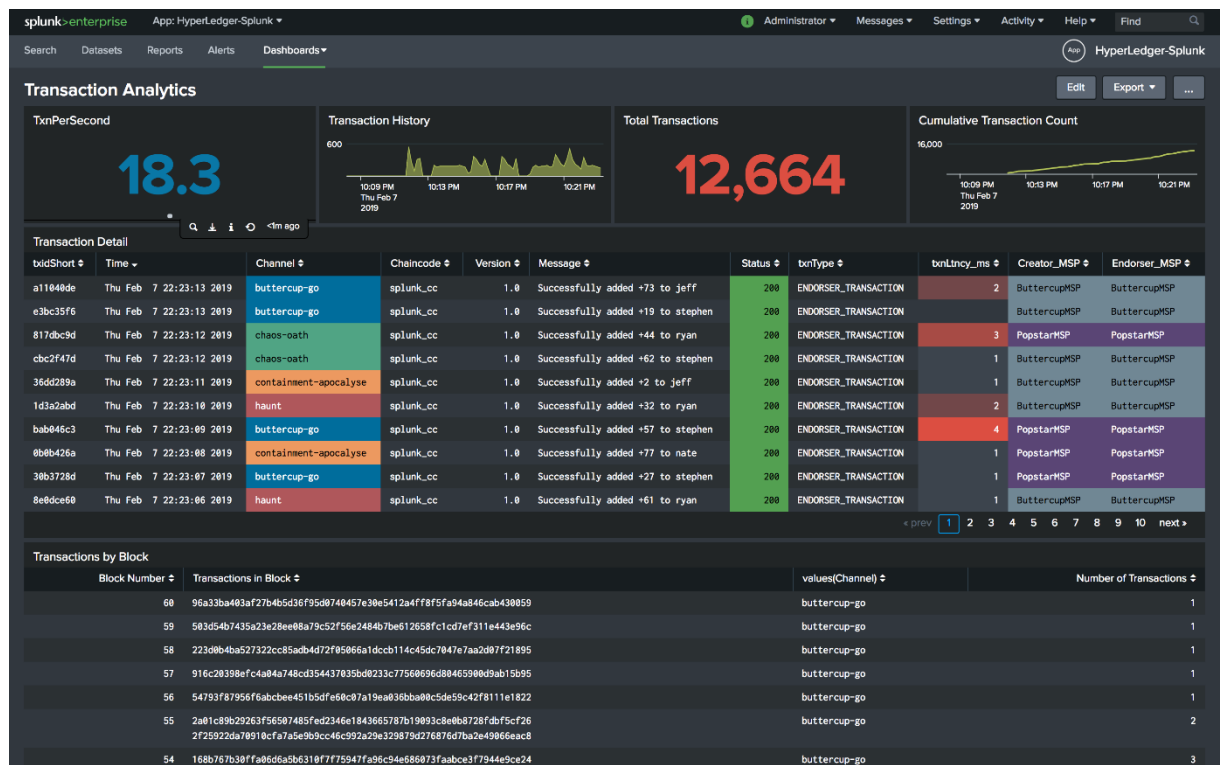 splunk>enterprise App: HyperLedger-Splunk i Administrator Messages Settings Activity Help Find
Search Datasets Reports Alerts Dashboards App HyperLedger-Splunk
Transaction Analytics Edit Export ...
TxnPerSecond Transaction History Total Transactions Cumulative Transaction Count
600 16,000
18.3 12,664
10:09 PM 10:13 PM 10:17 PM 10:21 PM 10:09 PM 10:13 PM 10:17 PM 10:21 PM
Thu Feb 7 Thu Feb 7
2019 2019
i <1m ago
Transaction Detail
txidShort Time Channel Chaincode Version Message Status txnType txnLtncy_ms Creator_MSP Endorser_MSP
a11040de Thu Feb 7 22:23:13 2019 buttercup-go splunk_cc 1.0 Successfully added +73 to jeff 200 ENDORSER_TRANSACTION 2 ButtercupMSP ButtercupMSP
e3bc35f6 Thu Feb 7 22:23:13 2019 buttercup-go splunk_cc 1.0 Successfully added +19 to stephen 200 ENDORSER_TRANSACTION ButtercupMSP ButtercupMSP
817dbc9d Thu Feb 7 22:23:12 2019 chaos-oath splunk_cc 1.0 Successfully added +44 to ryan 200 ENDORSER_TRANSACTION 3 PopstarMSP PopstarMSP
cbc2f47d Thu Feb 7 22:23:12 2019 chaos-oath splunk_cc 1.0 Successfully added +62 to stephen 200 ENDORSER_TRANSACTION 1 ButtercupMSP ButtercupMSP
36dd289a Thu Feb 7 22:23:11 2019 containment-apocalyse splunk_cc 1.0 Successfully added +2 to jeff 200 ENDORSER_TRANSACTION 1 ButtercupMSP ButtercupMSP
1d3a2abd Thu Feb 7 22:23:10 2019 haunt splunk_cc 1.0 Successfully added +32 to ryan 200 ENDORSER_TRANSACTION 2 ButtercupMSP ButtercupMSP
bab046c3 Thu Feb 7 22:23:09 2019 buttercup-go splunk_cc 1.0 Successfully added +57 to stephen 200 ENDORSER_TRANSACTION 4 PopstarMSP PopstarMSP
0b0b426a Thu Feb 7 22:23:08 2019 containment-apocalyse splunk_cc 1.0 Successfully added +77 to nate 200 ENDORSER_TRANSACTION 1 PopstarMSP PopstarMSP
30b3728d Thu Feb 7 22:23:07 2019 buttercup-go splunk_cc 1.0 Successfully added +27 to stephen 200 ENDORSER_TRANSACTION 1 PopstarMSP PopstarMSP
8e0dce60 Thu Feb 7 22:23:06 2019 haunt splunk_cc 1.0 Successfully added +61 to ryan 200 ENDORSER_TRANSACTION 1 ButtercupMSP ButtercupMSP
« prev 1 2 3 4 5 6 7 8 9 10 next »
Transactions by Block
Block Number Transactions in Block values(Channel) Number of Transactions
60 96a33ba403af27b4b5d36f95d0740457e30e5412a4ff8f5fa94a846cab430059 buttercup-go 1
59 503d54b7435a23e28ee08a79c52f56e2484b7be612658fc1cd7ef311e443e96c buttercup-go 1
58 223d0b4ba527322cc85adb4d72f05066a1dccb114c45dc7047e7aa2d07f21895 buttercup-go 1
57 916c20398efc4a04a748cd354437035bd0233c77560696d80465900d9ab15b95 buttercup-go 1
56 54793f87956f6abcbee451b5dfe60c07a19ea036bba00c5de59c42f8111e1822 buttercup-go 1
55 2a01c89b29263f56507485fed2346e1843665787b19093c8e0b8728fdbf5cf26 buttercup-go 2
2f25922da70910cfa7a5e9b9cc46c992a29e329879d276876d7ba2e49066eac8
54 168b767b30ffa06d6a5b6310f7f75947fa96c94e686073faabce3f7944e9ce24 buttercup-go 3